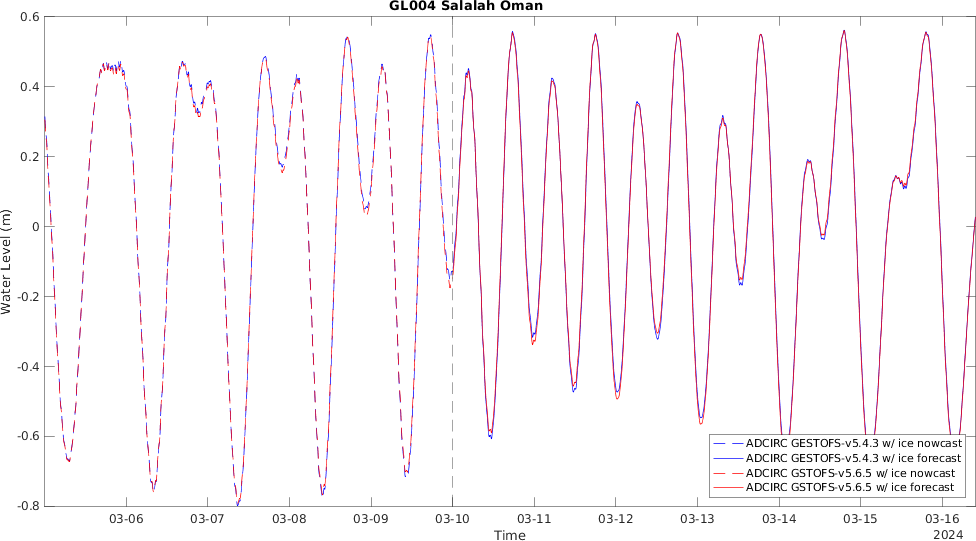 GL004 Salalah Oman
0.6
0.4
0.2
0
-0.2
-0.4
-0.6
-0.8
Water Level (m)
ADCIRC GESTOFS-v5.4.3 w/ ice nowcast
ADCIRC GESTOFS-v5.4.3 w/ ice forecast
ADCIRC GSTOFS-v5.6.5 w/ ice nowcast
ADCIRC GSTOFS-v5.6.5 w/ ice forecast
03-06 03-07 03-08 03-09 03-10 03-11 03-12 03-13 03-14 03-15 03-16
Time
2024